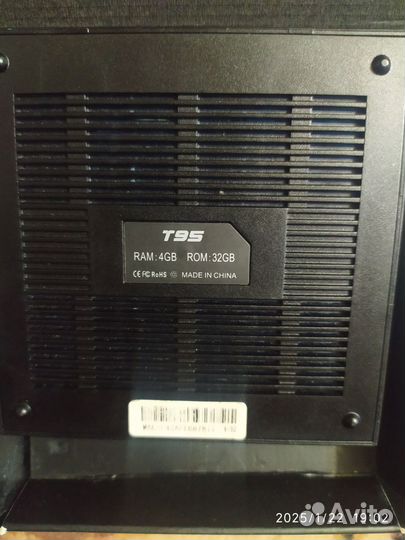 T95
RAM:4GB ROM:32GB
CE FC RoHS MADE IN CHINA
Avito
2025/1/22 19:02